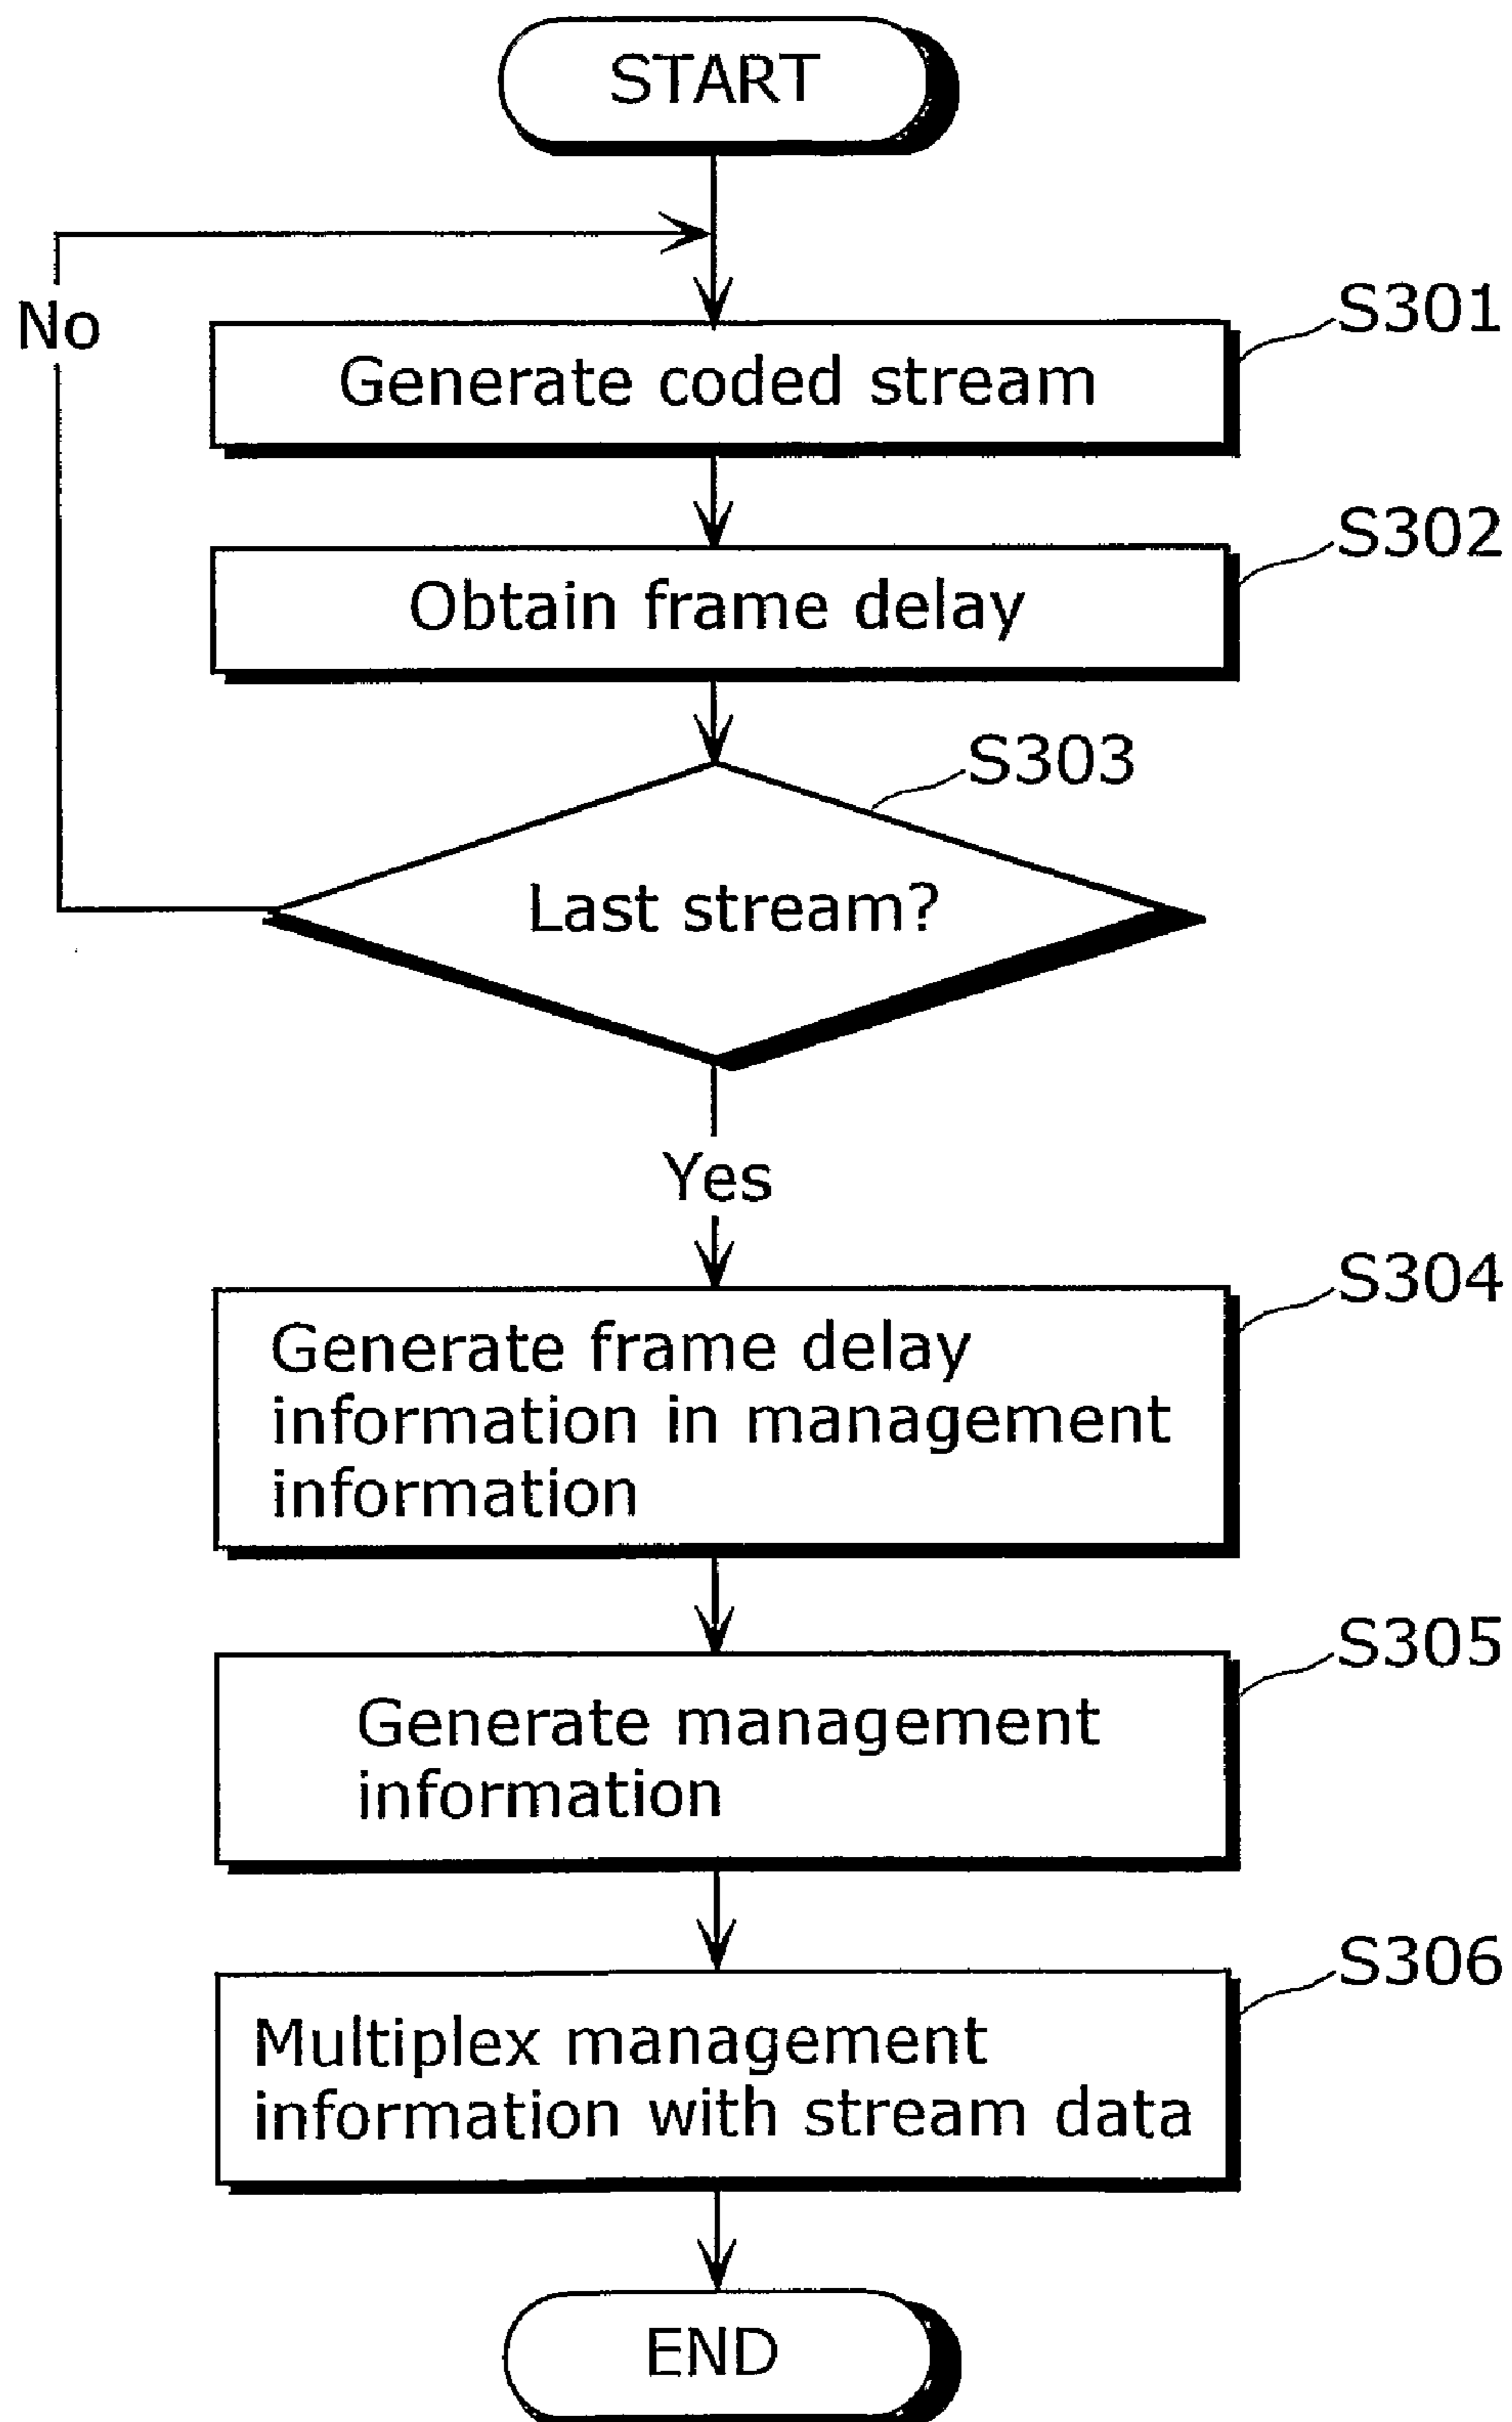 START
No
S301
Generate coded stream
S302
Obtain frame delay
S303
Last stream?
Yes
S304
Generate frame delay
information in management
information
S305
Generate management
information
S306
Multiplex management
information with stream data
END